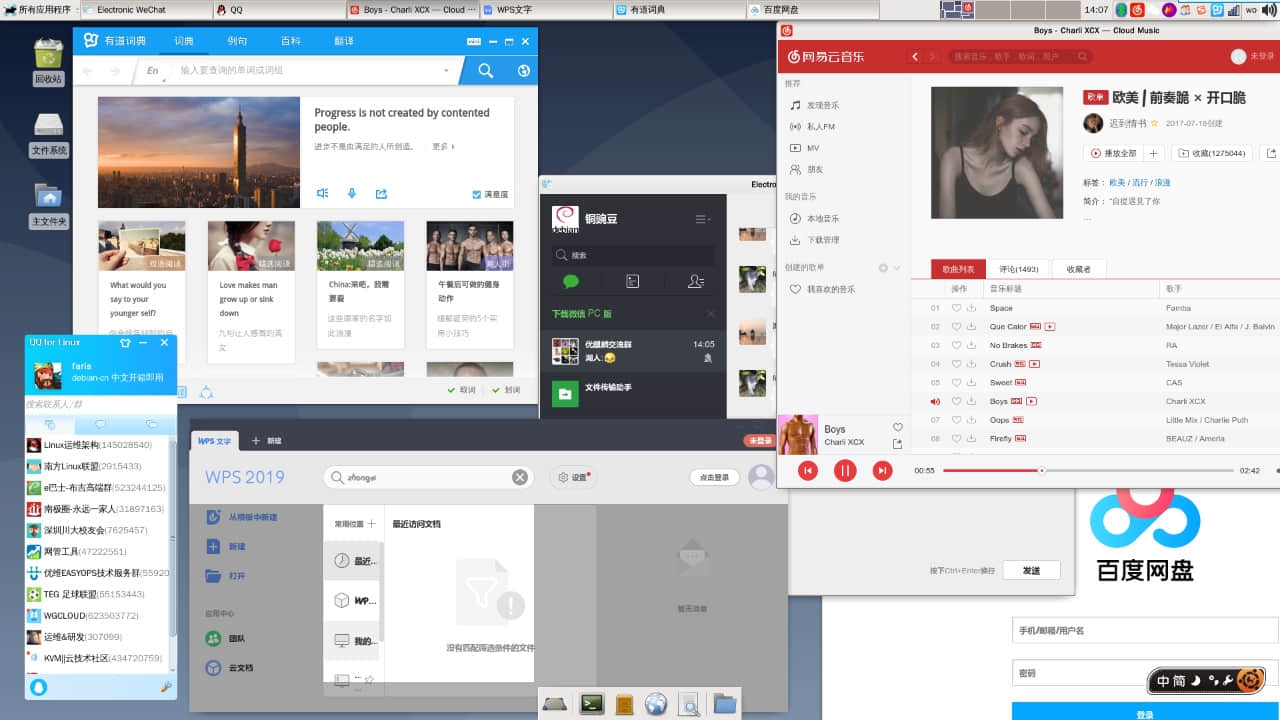 所有应用程序
Electronic WeChat
QQ
Boys - Charli XCX — Cloud ···
WPS文字
有道词典
百度网盘
14:07
回收站
文件系统
主文件夹
有道词典
词典
例句
百科
翻译
En
输入要查询的单词或词组
Progress is not created by contented
people.
进步不是由满足的人所创造。
更多
满意度
双语阅读
精选阅读
精选阅读
What would you
say to your
younger self?
Love makes man
grow up or sink
down
九句让人感慨的英
文
China:来吧，我需
要裂
这些国家的名字如
此浪漫
午餐后可做的健身
动作
缓解疲劳的5个实
用小技巧
取词
划词
QQ for Linux
faris
debian-cn 中文开箱即用
搜索联系人/群
Linux运维架构(145028540)
南方Linux联盟(2915433)
e巴士-布吉高端群(523244125)
南极圈-永远一家人(31897163)
深圳川大校友会(7625457)
网管工具(47222551)
优维EASYOPS技术服务群(55920
TEG 足球联盟(55153443)
WGCLOUD(623503772)
运维&研发(307099)
KVM||云技术社区(434720759)
Electro
debian
铜豌豆
搜索
下载微信 PC 版
优麒麟交流群
14:05
湖人:
文件传输助手
按下Ctrl+Enter换行
发送
WPS 文字
新建
未登录
WPS 2019
zhongyi
设置
点击登录
从模板中新建
新建
打开
应用中心
团队
云文档
常用位置
最近...
WP...
我的...
最近访问文档
没有匹配筛选条件的文件
暂无消息
Boys - Charli XCX — Cloud Music
网易云音乐
搜索音乐，歌手，歌词，用户
未登录
推荐
发现音乐
私人FM
MV
朋友
我的音乐
本地音乐
下载管理
创建的歌单
我喜欢的音乐
歌单
欧美 | 前奏脆 × 开口脆
迟到情书
2017-07-19创建
播放全部
收藏(1275044)
标签： 欧美 / 流行 / 浪漫
简介： "自從遇見了你
...
歌曲列表
评论(1493)
收藏者
操作
音乐标题
歌手
01
Space
Famba
02
Que Calor
Major Lazer / El Alfa / J. Balvin
03
No Brakes
RA
04
Crush
Tessa Violet
05
Sweet
CAS
Boys
Charli XCX
07
Oops
Little Mix / Charlie Puth
08
Firefly
BEAUZ / Ameria
Boys
Charli XCX
00:55
02:42
百度网盘
手机/邮箱/用户名
密码
登录
中 简